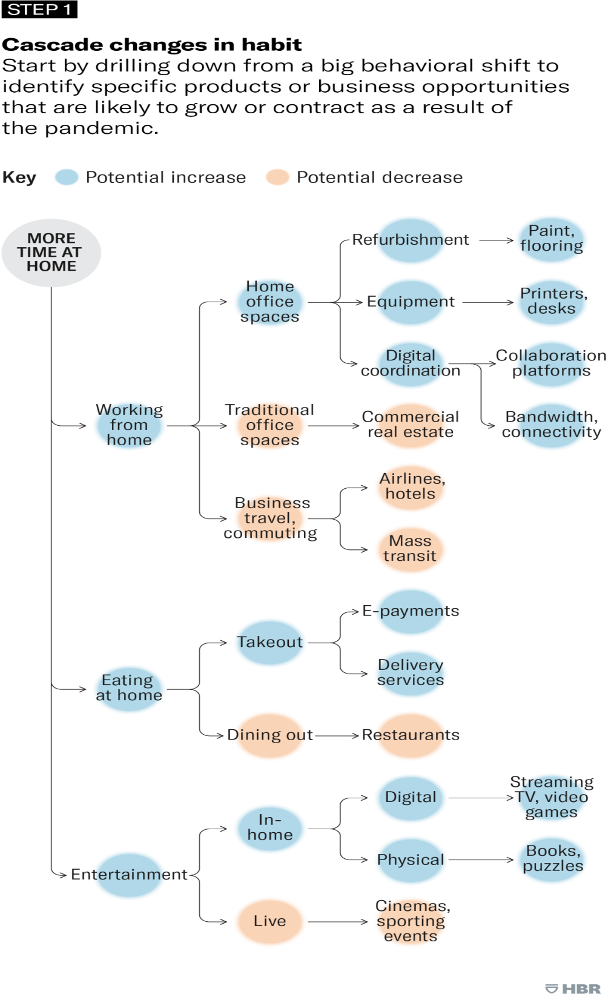 STEP 1
Cascade changes in habit
Start by drilling down from a big behavioral shift to
identify specific products or business opportunities
that are likely to grow or contract as a result of
the pandemic.
Key Potential increase Potential decrease
MORE
TIME AT
HOME
Working
from
home
Home
office
spaces
Refurbishment
Paint,
flooring
Equipment
Printers,
desks
Digital
coordination
Collaboration
platforms
Bandwidth,
connectivity
Traditional
office
spaces
Commercial
real estate
Business
travel,
commuting
Airlines,
hotels
Mass
transit
Eating
at home
Takeout
E-payments
Delivery
services
Dining out
Restaurants
Entertainment
In-
home
Digital
Streaming
TV, video
games
Physical
Books,
puzzles
Live
Cinemas,
sporting
events
HBR